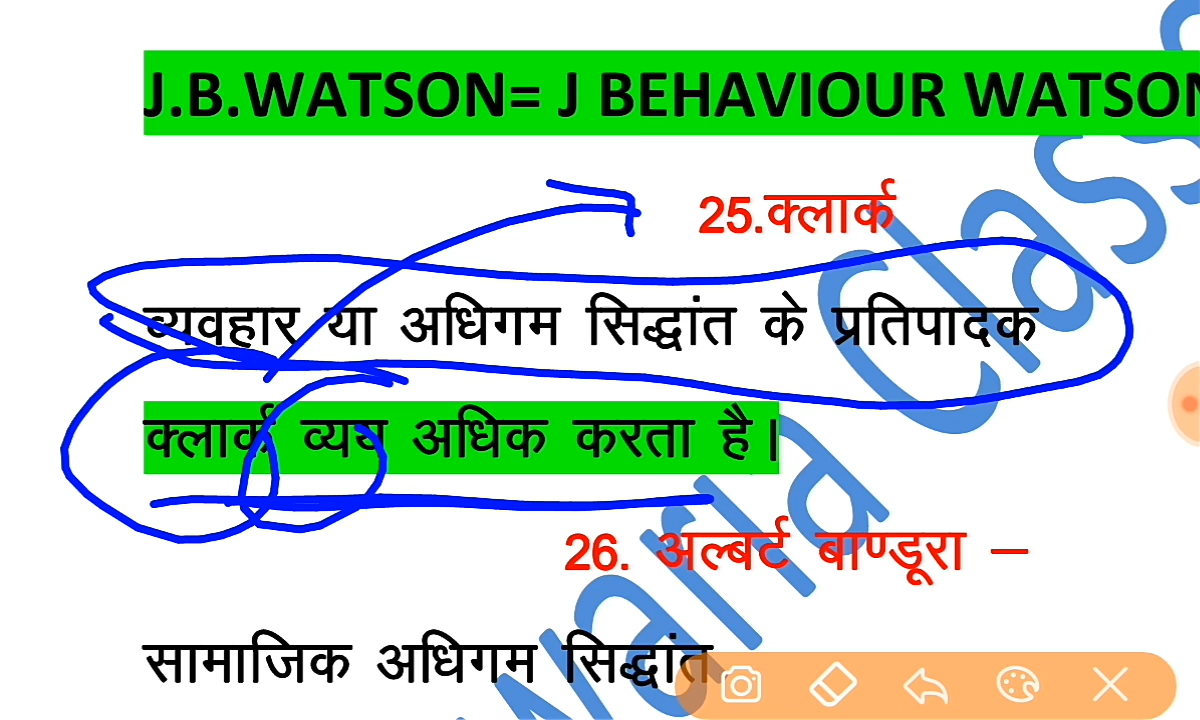 J.B.WATSON= J BEHAVIOUR WATSON
25.क्लार्क
व्यवहार या अधिगम सिद्धांत के प्रतिपादक
क्लार्क व्यय अधिक करता है।
26. अल्बर्ट बाण्डूरा –
सामाजिक अधिगम सिद्धांत